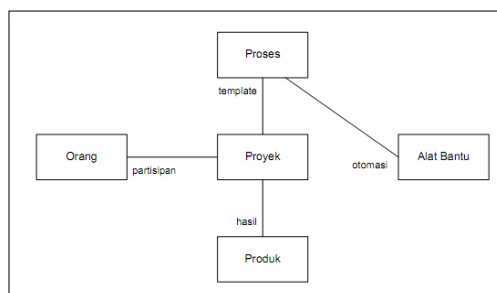 Proses
template
Orang
Proyek
Alat Bantu
partisipan
otomasi
hasil
Produk